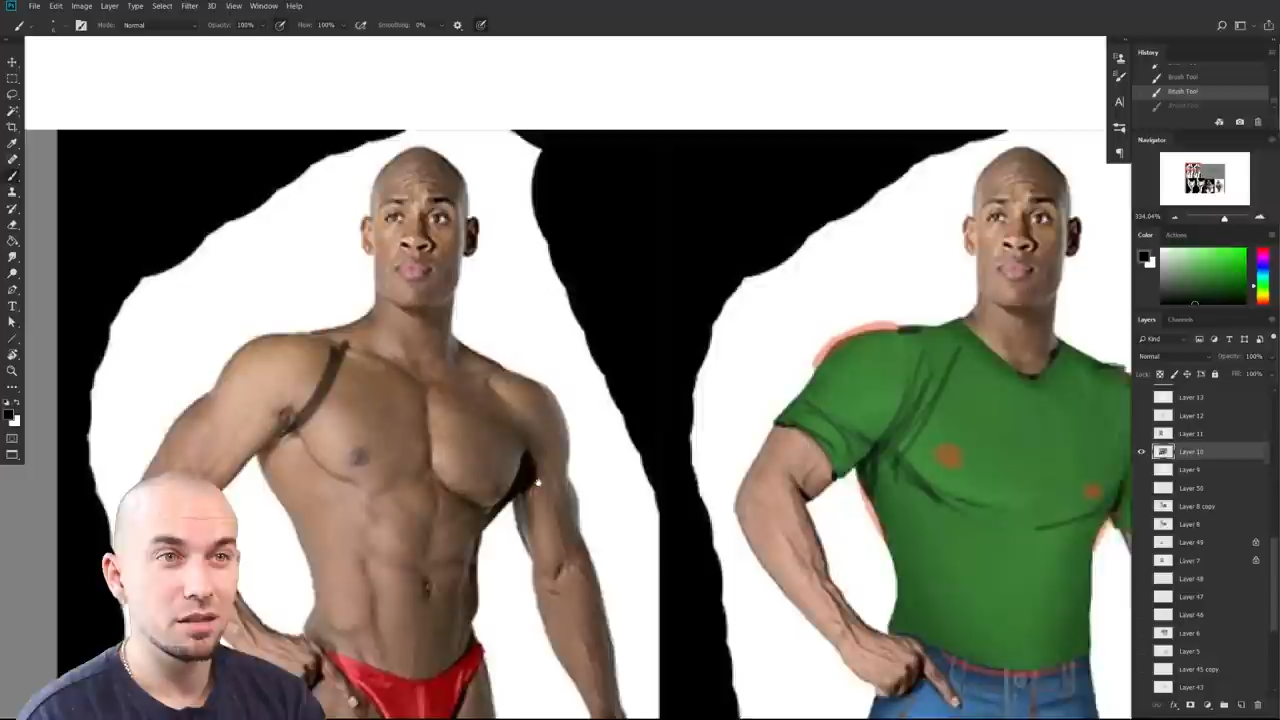 Ps File Edit Image Layer Type Select Filter 3D View Window Help
Mode: Normal Opacity: 100% Flow: 100% Smoothing: 0%
History
Brush Tool
Brush Tool
Navigator
334.04%
Color Actions
Layers Channels
Kind
Normal Opacity: 100%
Lock: Fill: 100%
Layer 13
Layer 12
Layer 11
Layer 10
Layer 9
Layer 50
Layer 8 copy
Layer 8
Layer 49
Layer 7
Layer 48
Layer 47
Layer 46
Layer 6
Layer 5
Layer 45 copy
Layer 43